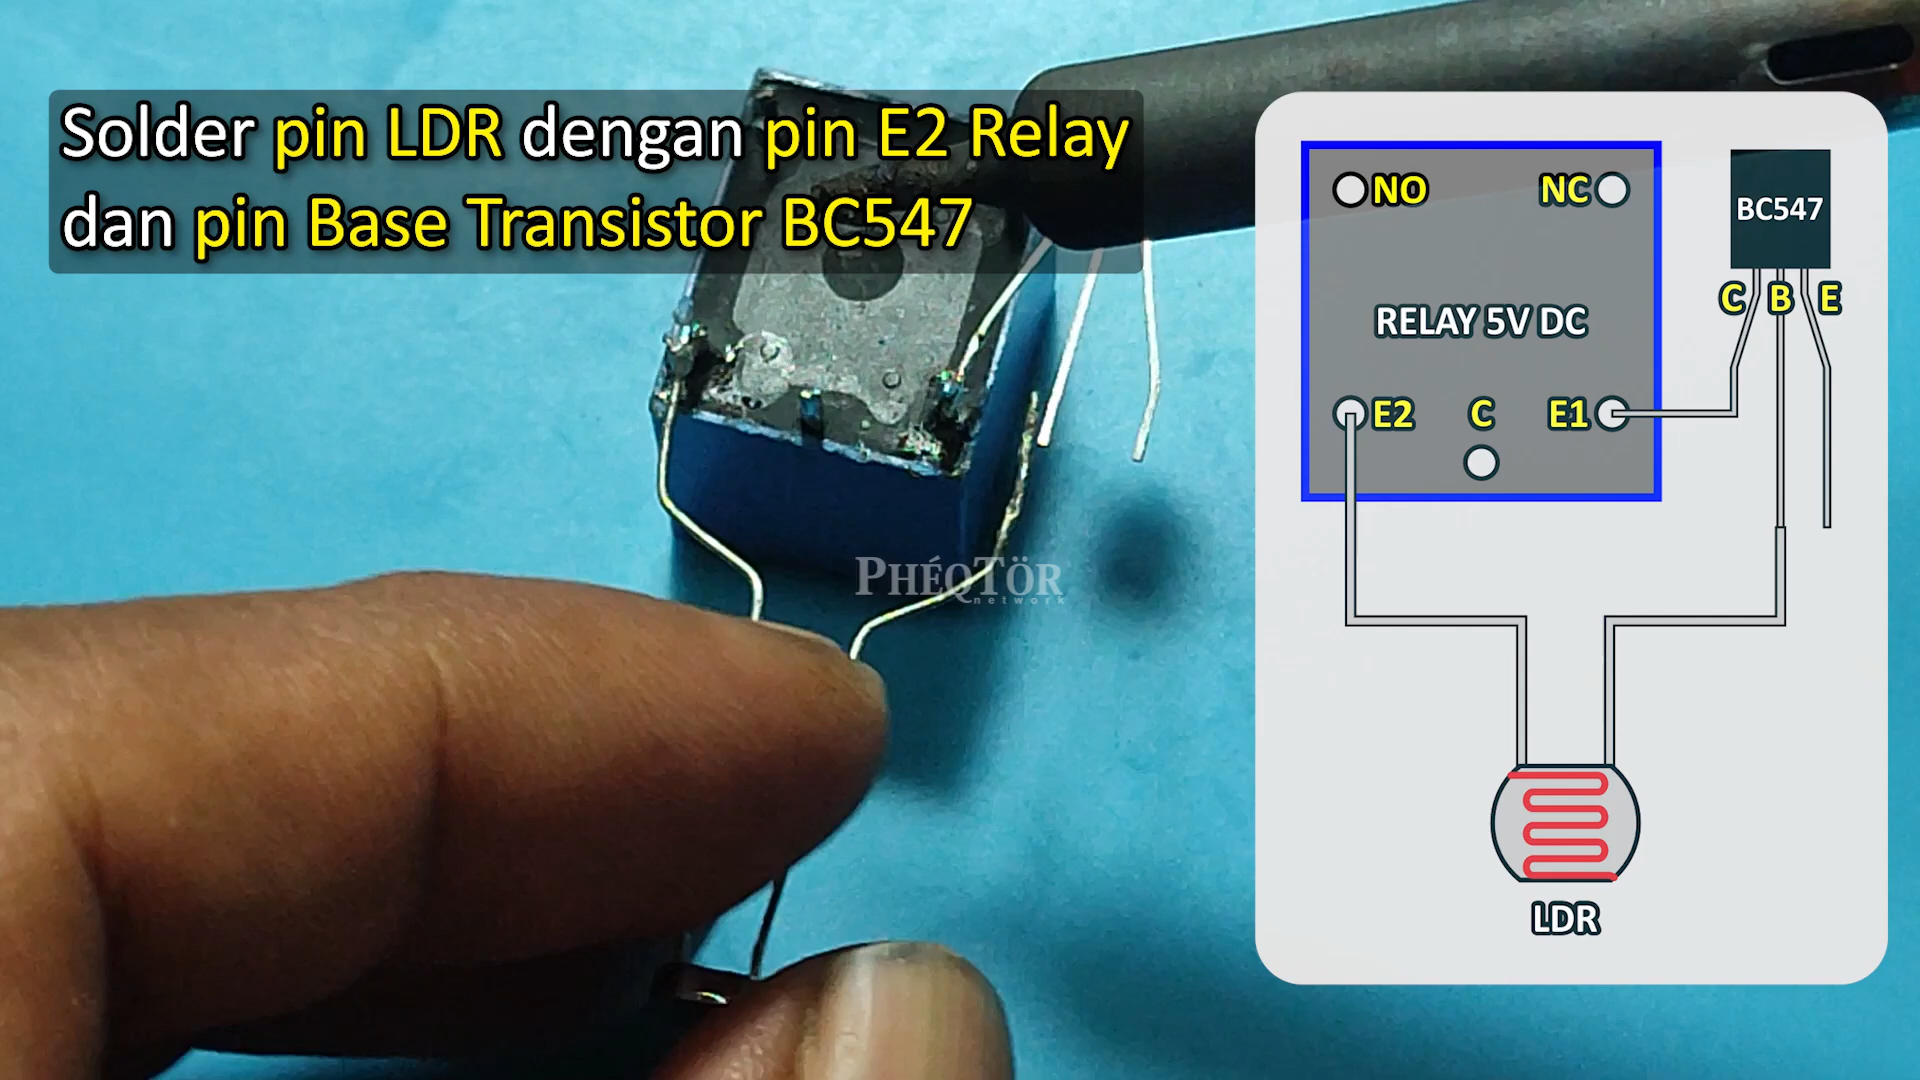 Solder pin LDR dengan pin E2 Relay
dan pin Base Transistor BC547
NO
NC
BC547
C B E
RELAY 5V DC
E2
C
E1
LDR
PHÉQTÖR
network